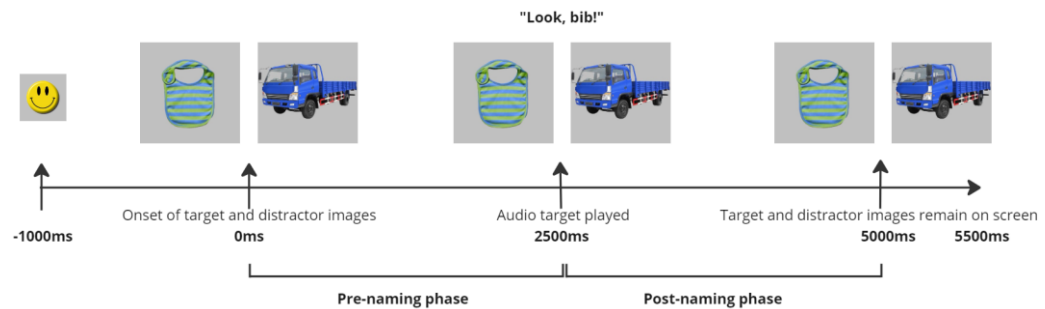 "Look, bib!"
Onset of target and distractor images
Audio target played
Target and distractor images remain on screen
-1000ms
0ms
2500ms
5000ms
5500ms
Pre-naming phase
Post-naming phase